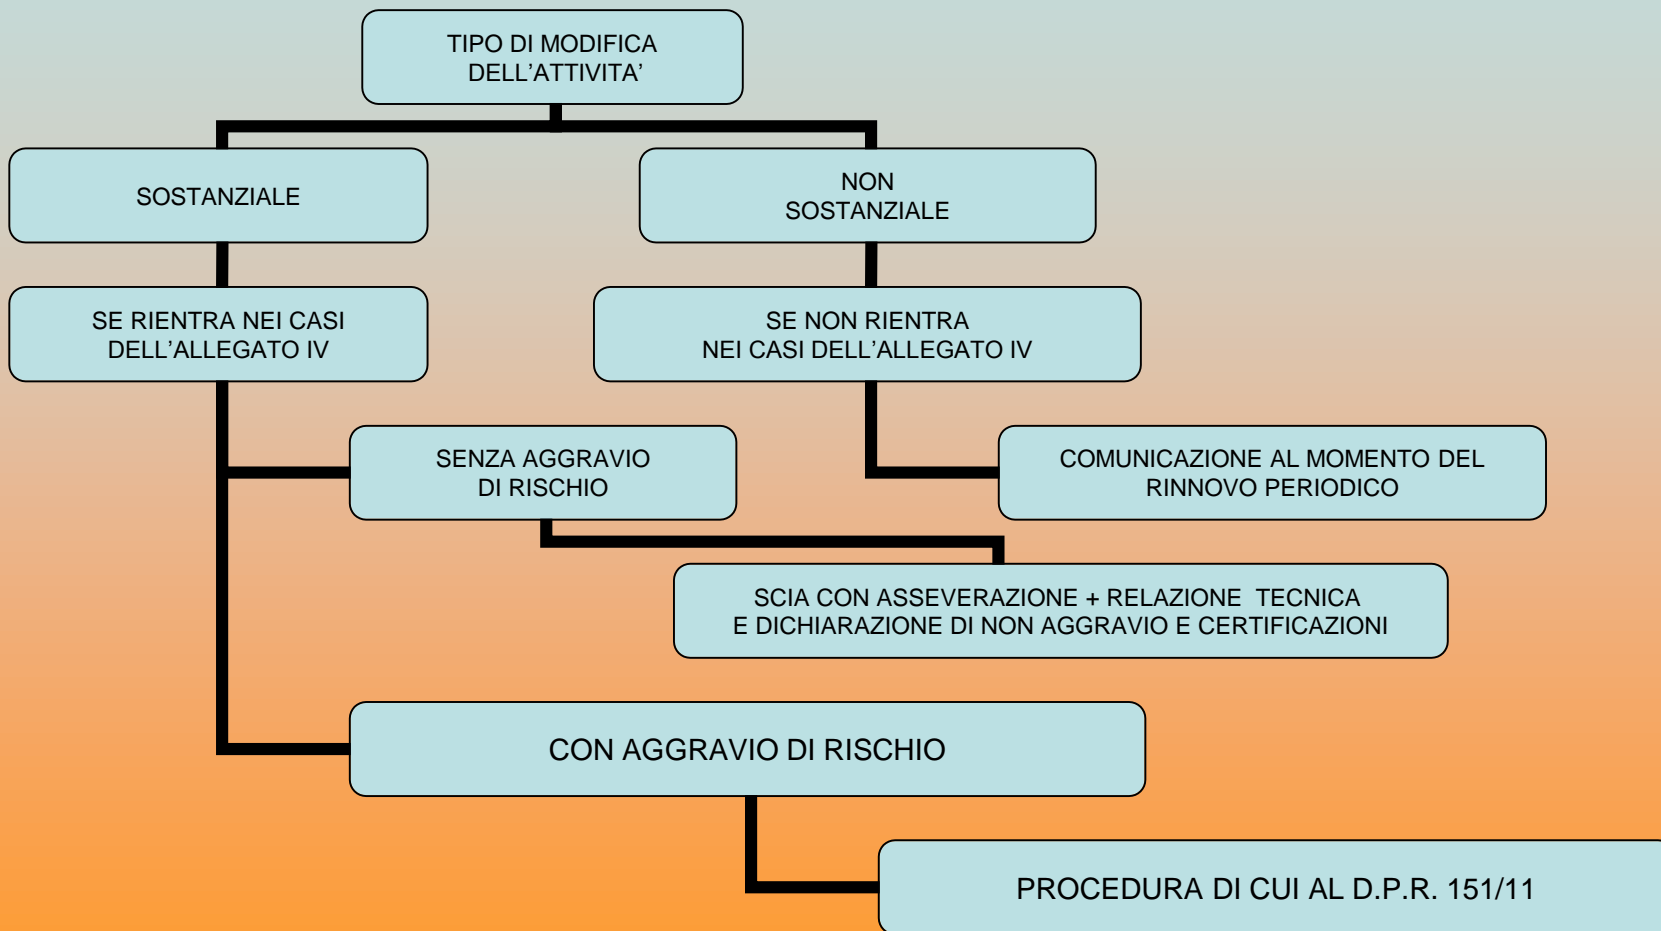 TIPO DI MODIFICA
DELL’ATTIVITA’
SOSTANZIALE
NON
SOSTANZIALE
SE RIENTRA NEI CASI
DELL’ALLEGATO IV
SE NON RIENTRA
NEI CASI DELL’ALLEGATO IV
SENZA AGGRAVIO
DI RISCHIO
COMUNICAZIONE AL MOMENTO DEL
RINNOVO PERIODICO
SCIA CON ASSEVERAZIONE + RELAZIONE  TECNICA
E DICHIARAZIONE DI NON AGGRAVIO E CERTIFICAZIONI
CON AGGRAVIO DI RISCHIO
PROCEDURA DI CUI AL D.P.R. 151/11